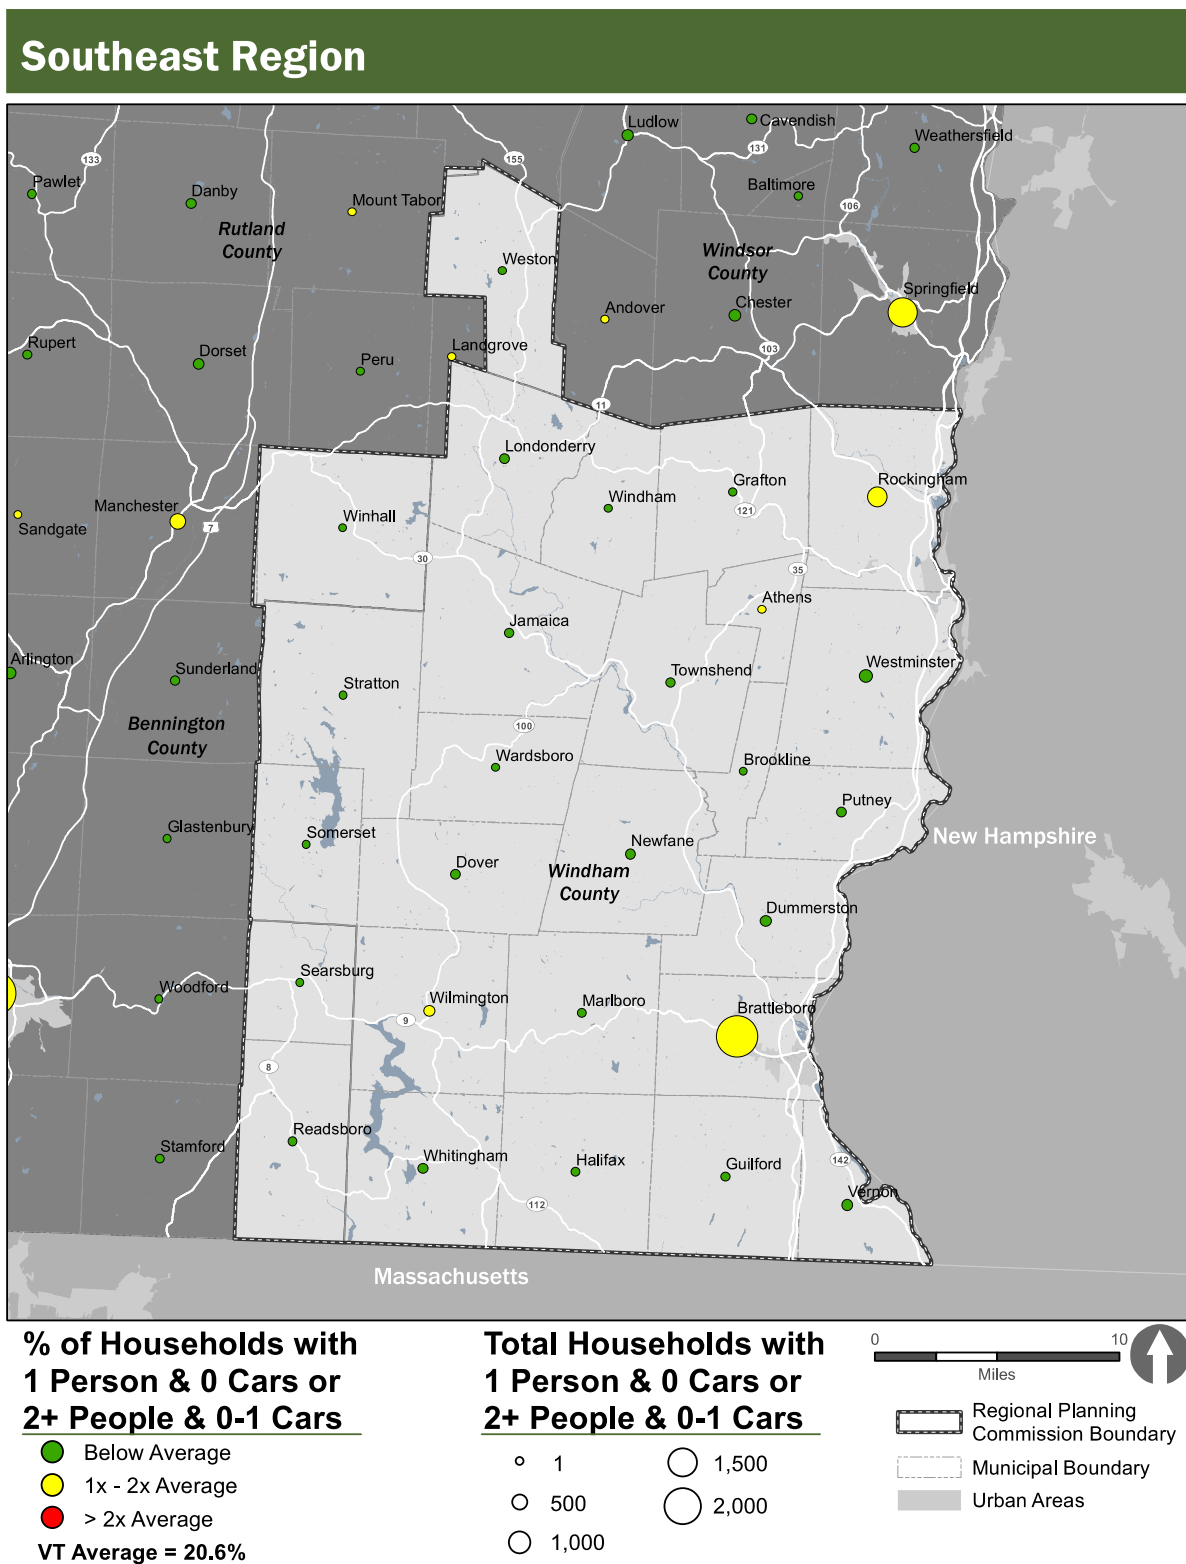 Southeast Region
Ludlow
Cavendish
Weathersfield
133
155
131
Pawlet
Danby
Mount Tabor
Baltimore
106
Rutland
County
Windsor
County
Weston
Springfield
Andover
Chester
Rupert
Dorset
Peru
Landgrove
103
11
Londonderry
Grafton
Rockingham
Windham
121
Manchester
Sandgate
7
Winhall
30
35
Athens
Jamaica
Arlington
Sunderland
Stratton
Townshend
Westminster
Bennington
County
100
Wardsboro
Brookline
Putney
Glastenbury
Somerset
Newfane
New Hampshire
Dover
Windham
County
Dummerston
Woodford
Searsburg
Wilmington
Marlboro
Brattleboro
9
8
Readsboro
Stamford
Whitingham
Halifax
Guilford
142
Vernon
112
Massachusetts
% of Households with
1 Person & 0 Cars or
2+ People & 0-1 Cars
Below Average
1x - 2x Average
> 2x Average
VT Average = 20.6%
Total Households with
1 Person & 0 Cars or
2+ People & 0-1 Cars
1
500
1,000
1,500
2,000
0
10
Miles
Regional Planning
Commission Boundary
Municipal Boundary
Urban Areas